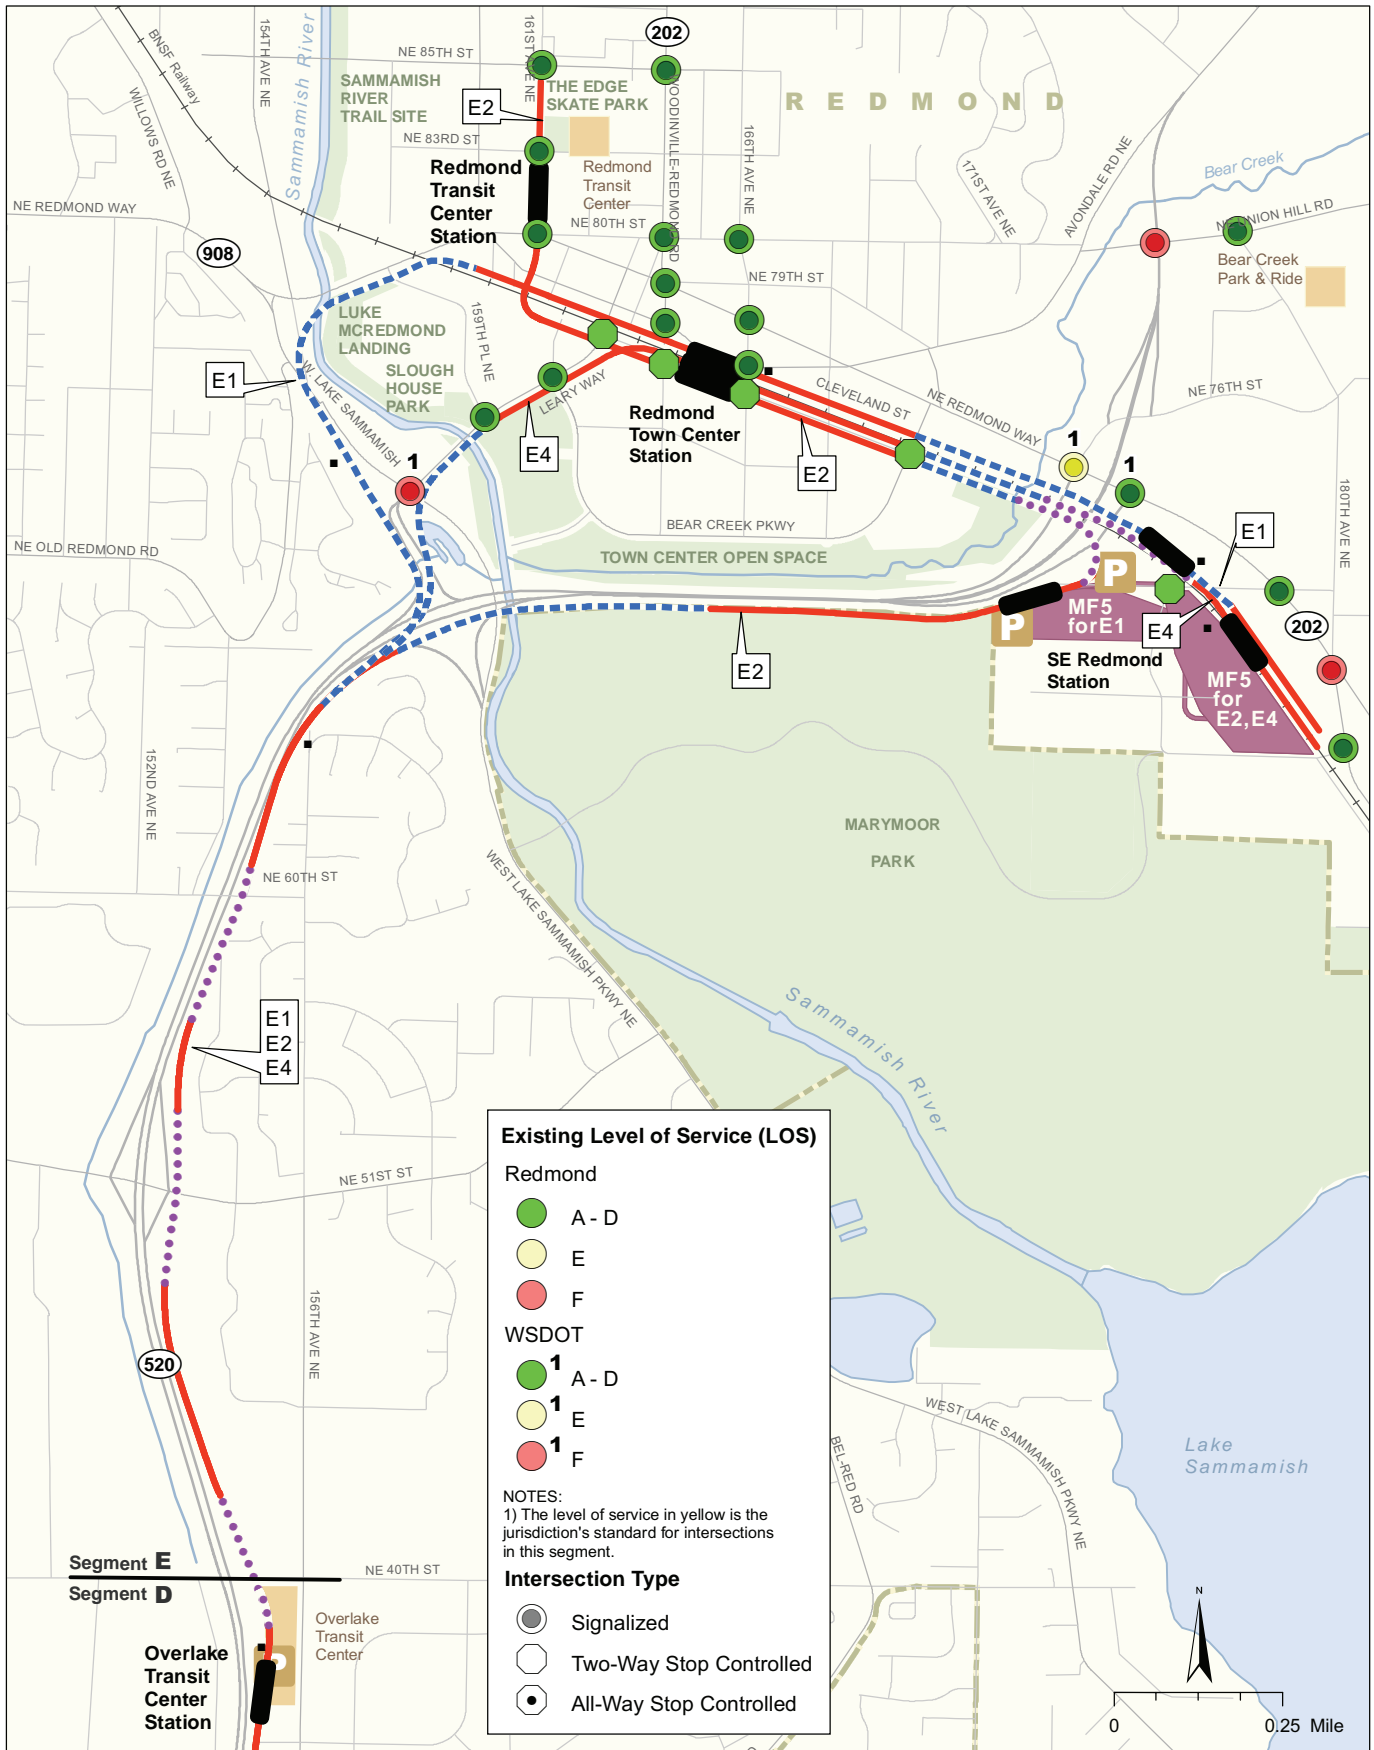 202
161ST AVE NE
154TH AVE NE
BNSF Railway
WILLOWS RD NE
Sammamish River
NE 85TH ST
SAMMAMISH
RIVER
TRAIL SITE
E2
THE EDGE
SKATE PARK
WOODINVILLE-REDMOND RD
REDMOND
NE 83RD ST
166TH AVE NE
171ST AVE NE
AVONDALE RD NE
Bear Creek
Redmond
Transit
Center
Station
Redmond
Transit
Center
NE REDMOND WAY
NE 80TH ST
NE UNION HILL RD
908
NE 79TH ST
Bear Creek
Park & Ride
LUKE
MCREDMOND
LANDING
159TH PL NE
E1
W. LAKE SAMMAMISH
SLOUGH
HOUSE
PARK
LEARY WAY
CLEVELAND ST
NE REDMOND WAY
NE 76TH ST
Redmond
Town Center
Station
E4
E2
1
1
1
180TH AVE NE
BEAR CREEK PKWY
E1
NE OLD REDMOND RD
TOWN CENTER OPEN SPACE
P
MF5
for E1
P
E4
202
E2
SE Redmond
Station
MF5
for
E2, E4
152ND AVE NE
MARYMOOR
PARK
NE 60TH ST
WEST LAKE SAMMAMISH PKWY NE
Sammamish River
E1
E2
E4
NE 51ST ST
156TH AVE NE
520
Existing Level of Service (LOS)
Redmond
A - D
E
F
WSDOT
1 A - D
1 E
1 F
NOTES:
1) The level of service in yellow is the
jurisdiction's standard for intersections
in this segment.
Intersection Type
Signalized
Two-Way Stop Controlled
All-Way Stop Controlled
WEST LAKE SAMMAMISH PKWY NE
BEL-RED RD
Lake
Sammamish
Segment E
Segment D
NE 40TH ST
Overlake
Transit
Center
P
Overlake
Transit
Center
Station
N
0 0.25 Mile